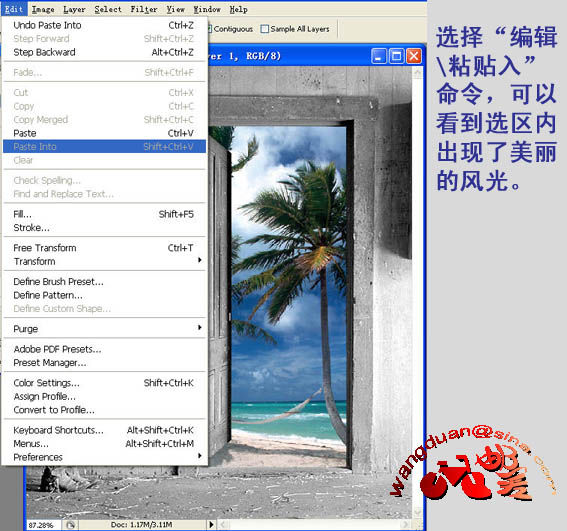 Edit Image Layer Select Filter View Window Help
Undo Paste Into Ctrl+Z
Step Forward Shift+Ctrl+Z
Step Backward Alt+Ctrl+Z
Fade... Shift+Ctrl+F
Cut Ctrl+X
Copy Ctrl+C
Copy Merged Shift+Ctrl+C
Paste Ctrl+V
Paste Into Shift+Ctrl+V
Clear
Check Spelling...
Find and Replace Text...
Fill... Shift+F5
Stroke...
Free Transform Ctrl+T
Transform
Define Brush Preset...
Define Pattern...
Define Custom Shape...
Purge
Adobe PDF Presets...
Preset Manager...
Color Settings... Shift+Ctrl+K
Assign Profile...
Convert to Profile...
Keyboard Shortcuts... Alt+Shift+Ctrl+K
Menus... Alt+Shift+Ctrl+M
Preferences
Contiguous Sample All Layers
1, RGB/8)
87.28% Doc: 1.17M/3.11M
选择“编辑
\粘贴入”
命令，可以
看到选区内
出现了美丽
的风光。
wangduan@sina.com